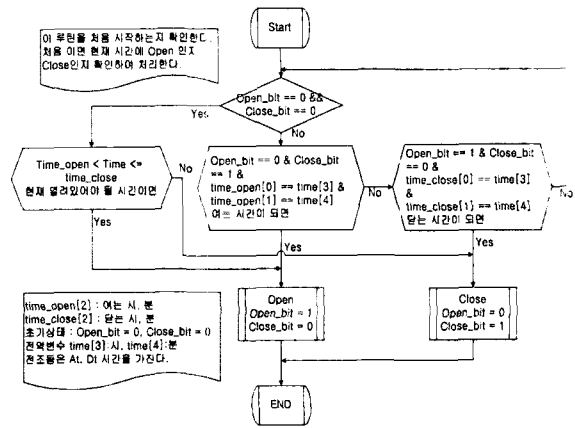 Start
이 루틴을 처음 시작하는지 확인한다.
처음 이면 현재 시간에 Open 인지
Close인지 확인하여 처리한다.
Open_bit == 0 &&
Close_bit == 0
Yes
No
Time_open < Time <=
time_close
현재 열려있어야 될 시간이면
No
Open_bit == 0 & Close_bit
== 1 &
time_open[0] == time[3] &
time_open[1] == time[4]
여는 시간이 되면
No
Open_bit == 1 & Close_bit
== 0 &
time_close[0] == time[3]
&
time_close[1] == time[4]
닫는 시간이 되면
No
Yes
Yes
Yes
time_open[2] : 여는 시, 분
time_close[2] : 닫는 시, 분
초기상태 : Open_bit = 0, Close_bit = 0
전역변수 time[3]:시, time[4]:분
전조등은 At, Dt 시간을 가진다.
Open
Open_bit = 1
Close_bit = 0
Close
Open_bit = 0
Close_bit = 1
END